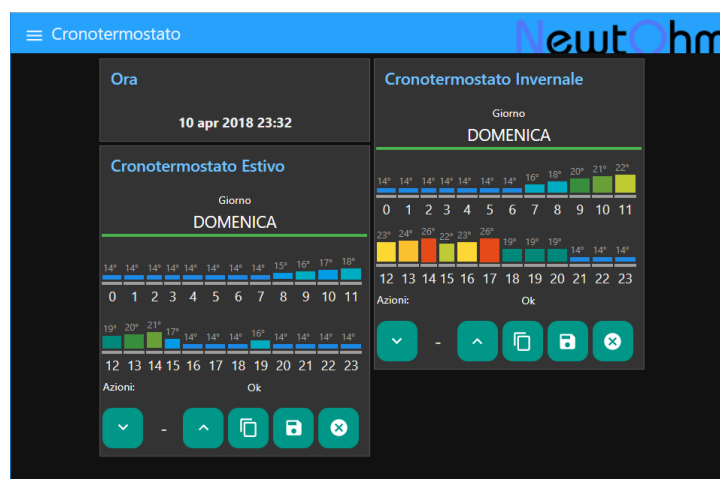 Cronotermostato
NewtOhm
Ora
10 apr 2018 23:32
Cronotermostato Estivo
Giorno
DOMENICA
14° 14° 14° 14° 14° 14° 14° 14° 15° 16° 17° 18°
0 1 2 3 4 5 6 7 8 9 10 11
19° 20° 21° 17° 14° 14° 14° 16° 14° 14° 14° 14°
12 13 14 15 16 17 18 19 20 21 22 23
Azioni: Ok
-
Cronotermostato Invernale
Giorno
DOMENICA
14° 14° 14° 14° 14° 14° 14° 16° 18° 20° 21° 22°
0 1 2 3 4 5 6 7 8 9 10 11
23° 24° 26° 22° 23° 26° 19° 19° 19° 14° 14° 14°
12 13 14 15 16 17 18 19 20 21 22 23
Azioni: Ok
-